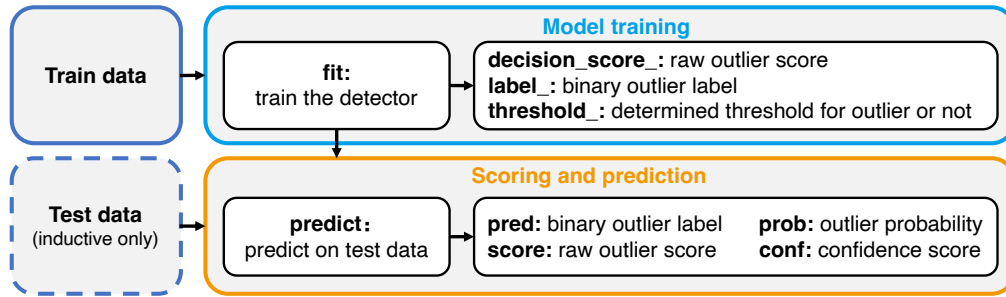 Model training
Train data
fit:
train the detector
decision_score_: raw outlier score
label_: binary outlier label
threshold_: determined threshold for outlier or not
Scoring and prediction
Test data
(inductive only)
predict:
predict on test data
pred: binary outlier label
prob: outlier probability
score: raw outlier score
conf: confidence score